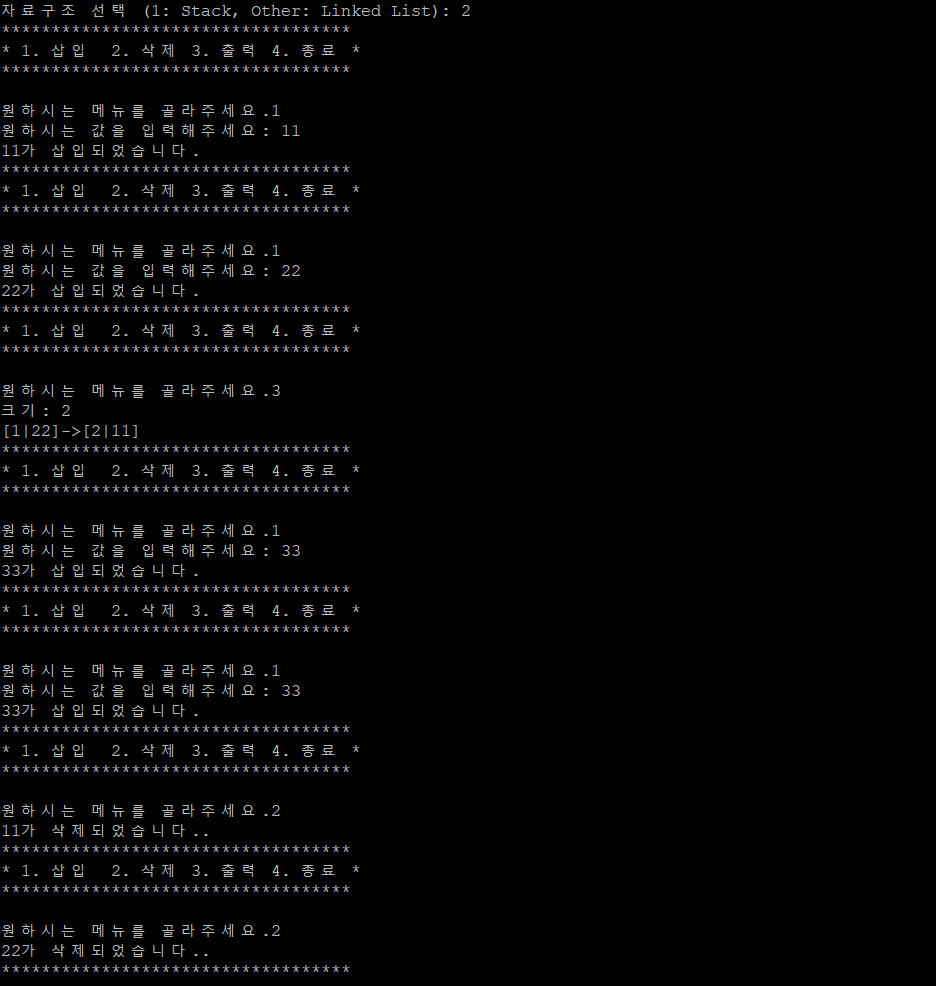 자료구조 선택 (1: Stack, Other: Linked List): 2
***********************************
* 1. 삽입  2. 삭제 3. 출력 4. 종료 *
***********************************
원하시는 메뉴를 골라주세요.1
원하시는 값을 입력해주세요: 11
11가 삽입되었습니다.
***********************************
* 1. 삽입  2. 삭제 3. 출력 4. 종료 *
***********************************
원하시는 메뉴를 골라주세요.1
원하시는 값을 입력해주세요: 22
22가 삽입되었습니다.
***********************************
* 1. 삽입  2. 삭제 3. 출력 4. 종료 *
***********************************
원하시는 메뉴를 골라주세요.3
크기: 2
[1|22]->[2|11]
***********************************
* 1. 삽입  2. 삭제 3. 출력 4. 종료 *
***********************************
원하시는 메뉴를 골라주세요.1
원하시는 값을 입력해주세요: 33
33가 삽입되었습니다.
***********************************
* 1. 삽입  2. 삭제 3. 출력 4. 종료 *
***********************************
원하시는 메뉴를 골라주세요.1
원하시는 값을 입력해주세요: 33
33가 삽입되었습니다.
***********************************
* 1. 삽입  2. 삭제 3. 출력 4. 종료 *
***********************************
원하시는 메뉴를 골라주세요.2
11가 삭제되었습니다..
***********************************
* 1. 삽입  2. 삭제 3. 출력 4. 종료 *
***********************************
원하시는 메뉴를 골라주세요.2
22가 삭제되었습니다..
***********************************